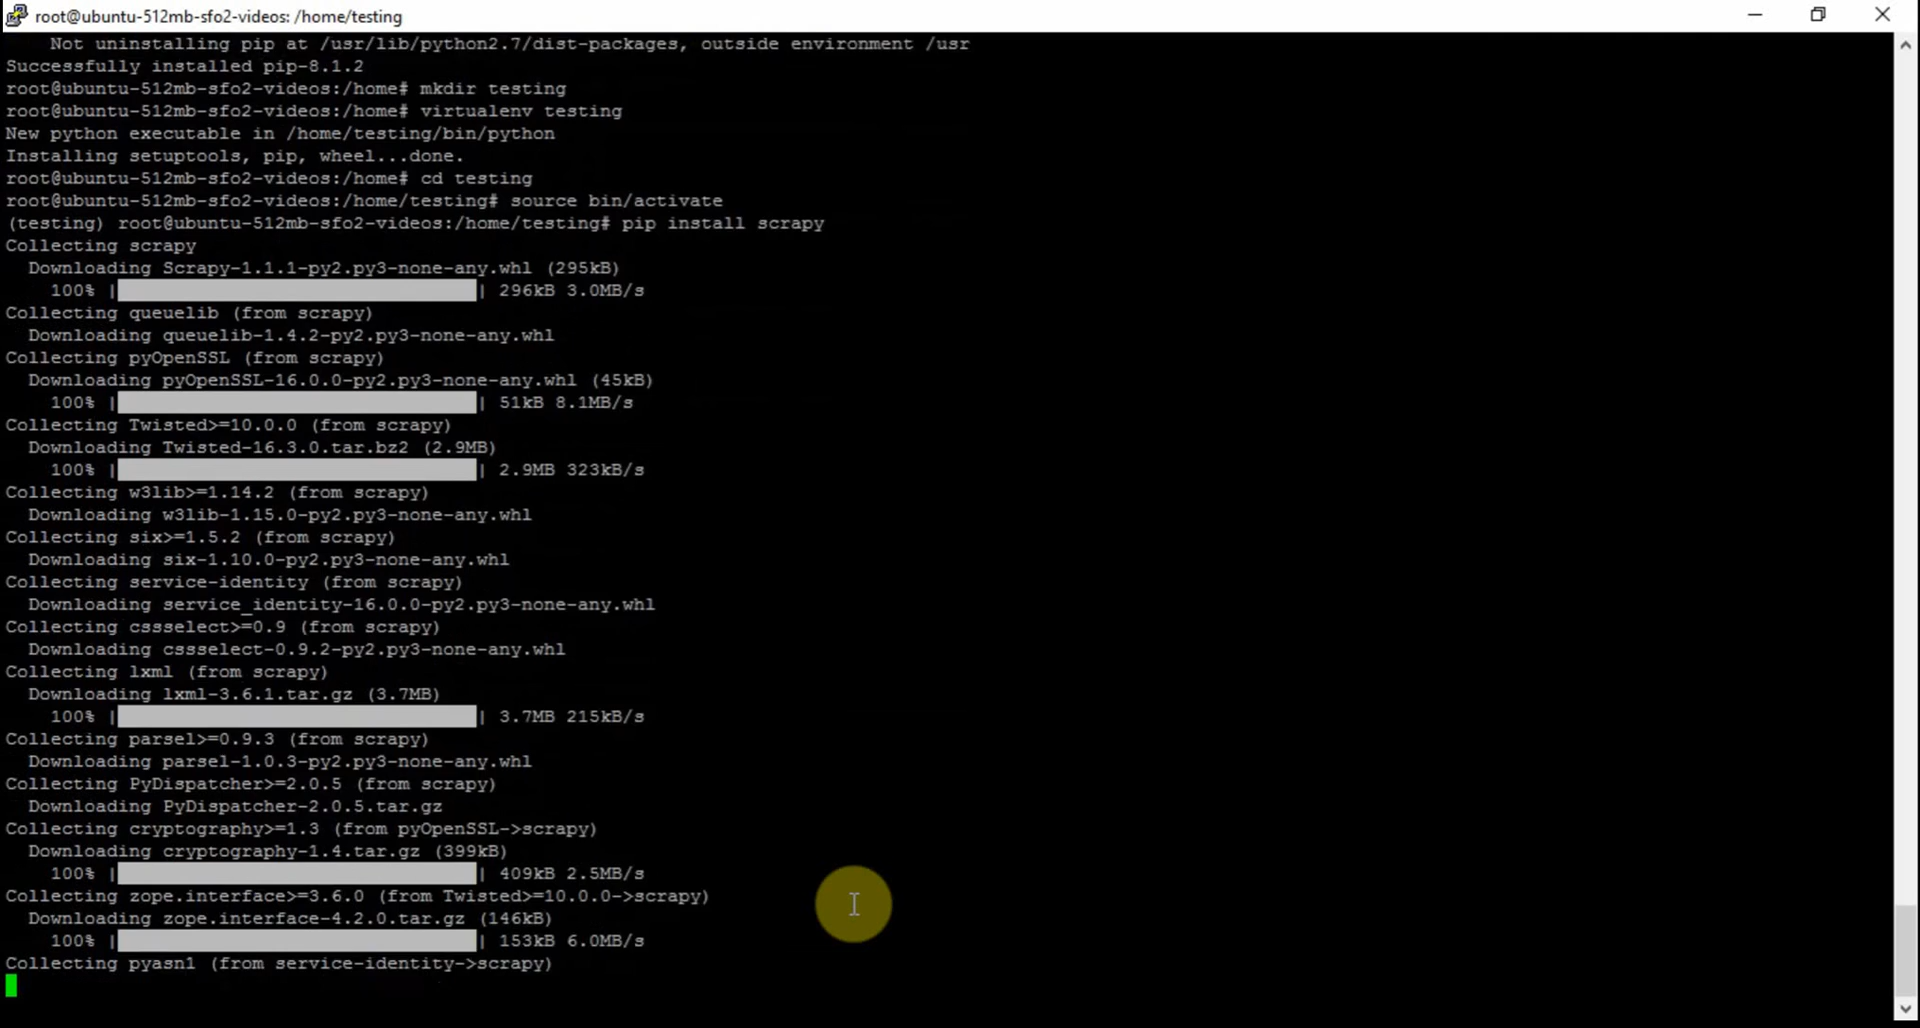 root@ubuntu-512mb-sfo2-videos: /home/testing
Not uninstalling pip at /usr/lib/python2.7/dist-packages, outside environment /usr
Successfully installed pip-8.1.2
root@ubuntu-512mb-sfo2-videos:/home# mkdir testing
root@ubuntu-512mb-sfo2-videos:/home# virtualenv testing
New python executable in /home/testing/bin/python
Installing setuptools, pip, wheel...done.
root@ubuntu-512mb-sfo2-videos:/home# cd testing
root@ubuntu-512mb-sfo2-videos:/home/testing# source bin/activate
(testing) root@ubuntu-512mb-sfo2-videos:/home/testing# pip install scrapy
Collecting scrapy
Downloading Scrapy-1.1.1-py2.py3-none-any.whl (295kB)
100% | | 296kB 3.0MB/s
Collecting queuelib (from scrapy)
Downloading queuelib-1.4.2-py2.py3-none-any.whl
Collecting pyOpenSSL (from scrapy)
Downloading pyOpenSSL-16.0.0-py2.py3-none-any.whl (45kB)
100% | | 51kB 8.1MB/s
Collecting Twisted>=10.0.0 (from scrapy)
Downloading Twisted-16.3.0.tar.bz2 (2.9MB)
100% | | 2.9MB 323kB/s
Collecting w3lib>=1.14.2 (from scrapy)
Downloading w3lib-1.15.0-py2.py3-none-any.whl
Collecting six>=1.5.2 (from scrapy)
Downloading six-1.10.0-py2.py3-none-any.whl
Collecting service-identity (from scrapy)
Downloading service_identity-16.0.0-py2.py3-none-any.whl
Collecting cssselect>=0.9 (from scrapy)
Downloading cssselect-0.9.2-py2.py3-none-any.whl
Collecting lxml (from scrapy)
Downloading lxml-3.6.1.tar.gz (3.7MB)
100% | | 3.7MB 215kB/s
Collecting parsel>=0.9.3 (from scrapy)
Downloading parsel-1.0.3-py2.py3-none-any.whl
Collecting PyDispatcher>=2.0.5 (from scrapy)
Downloading PyDispatcher-2.0.5.tar.gz
Collecting cryptography>=1.3 (from pyOpenSSL->scrapy)
Downloading cryptography-1.4.tar.gz (399kB)
100% | | 409kB 2.5MB/s
Collecting zope.interface>=3.6.0 (from Twisted>=10.0.0->scrapy)
Downloading zope.interface-4.2.0.tar.gz (146kB)
100% | | 153kB 6.0MB/s
Collecting pyasn1 (from service-identity->scrapy)